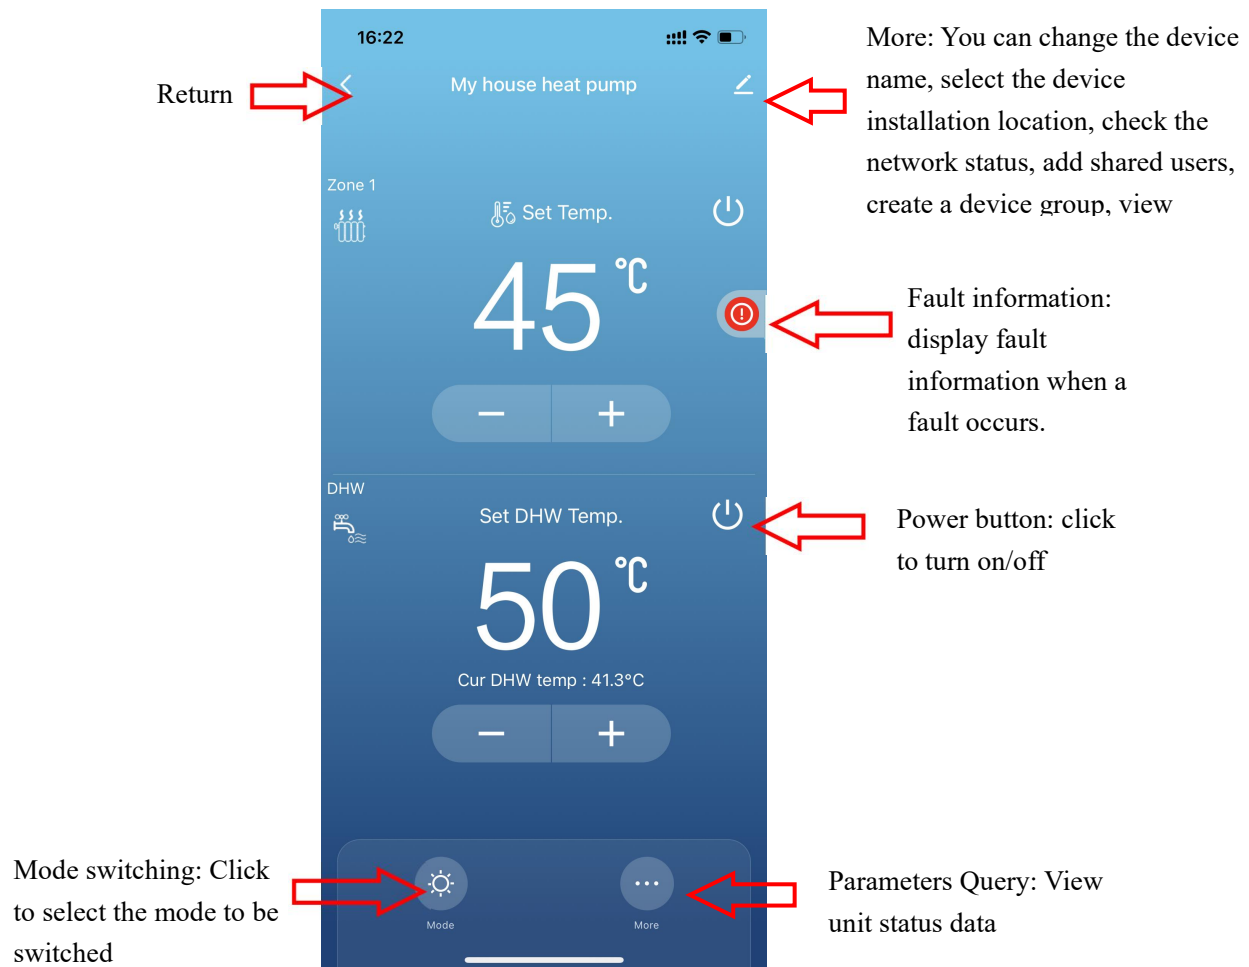 16:22
My house heat pump
Return
More: You can change the device
name, select the device
installation location, check the
network status, add shared users,
create a device group, view
Zone 1
Set Temp.
45 °C
Fault information:
display fault
information when a
fault occurs.
DHW
Set DHW Temp.
50 °C
Cur DHW temp : 41.3°C
Power button: click
to turn on/off
Mode switching: Click
to select the mode to be
switched
Mode
More
Parameters Query: View
unit status data